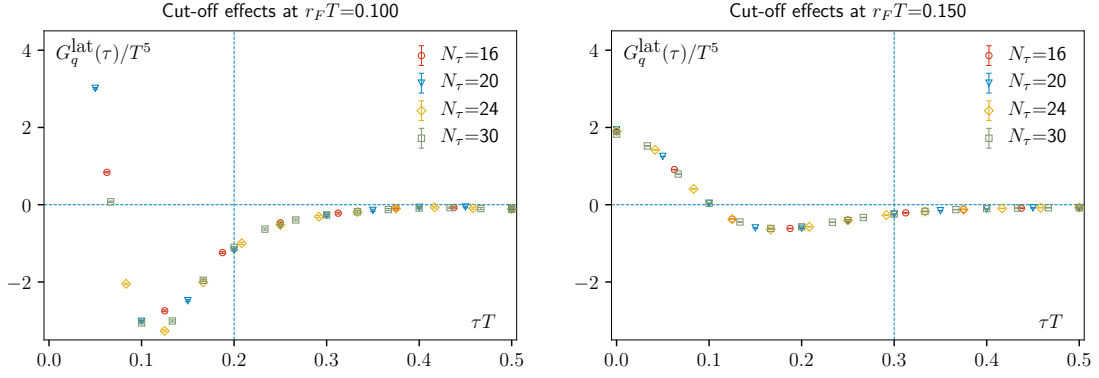 Cut-off effects at r_F T=0.100
G_q^lat(τ)/T^5
N_τ=16
N_τ=20
N_τ=24
N_τ=30
4
2
0
−2
τT
0.0 0.1 0.2 0.3 0.4 0.5
Cut-off effects at r_F T=0.150
G_q^lat(τ)/T^5
N_τ=16
N_τ=20
N_τ=24
N_τ=30
4
2
0
−2
τT
0.0 0.1 0.2 0.3 0.4 0.5